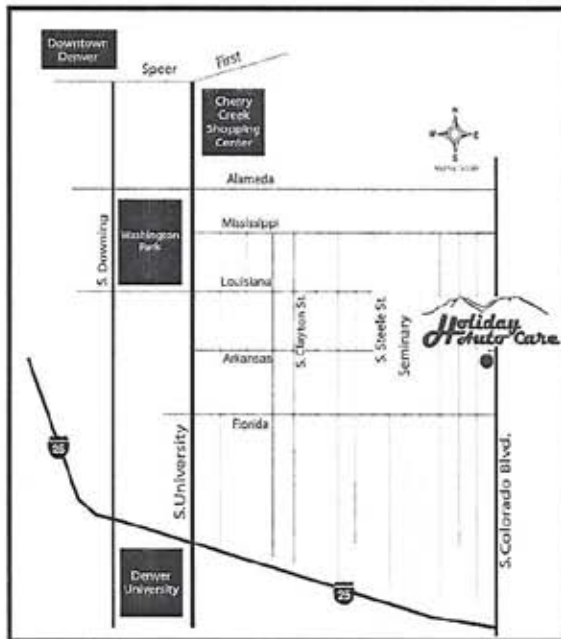 Downtown
Denver
Speer
First
Cherry
Creek
Shopping
Center
N
W
E
S
Alameda
S. Downing
Washington
Park
Mississippi
Louisiana
S. Clayton St.
S. Steele St.
Seminary
Holiday
Auto Care
Arkansas
Florida
25
S. University
S. Colorado Blvd.
Denver
University
25